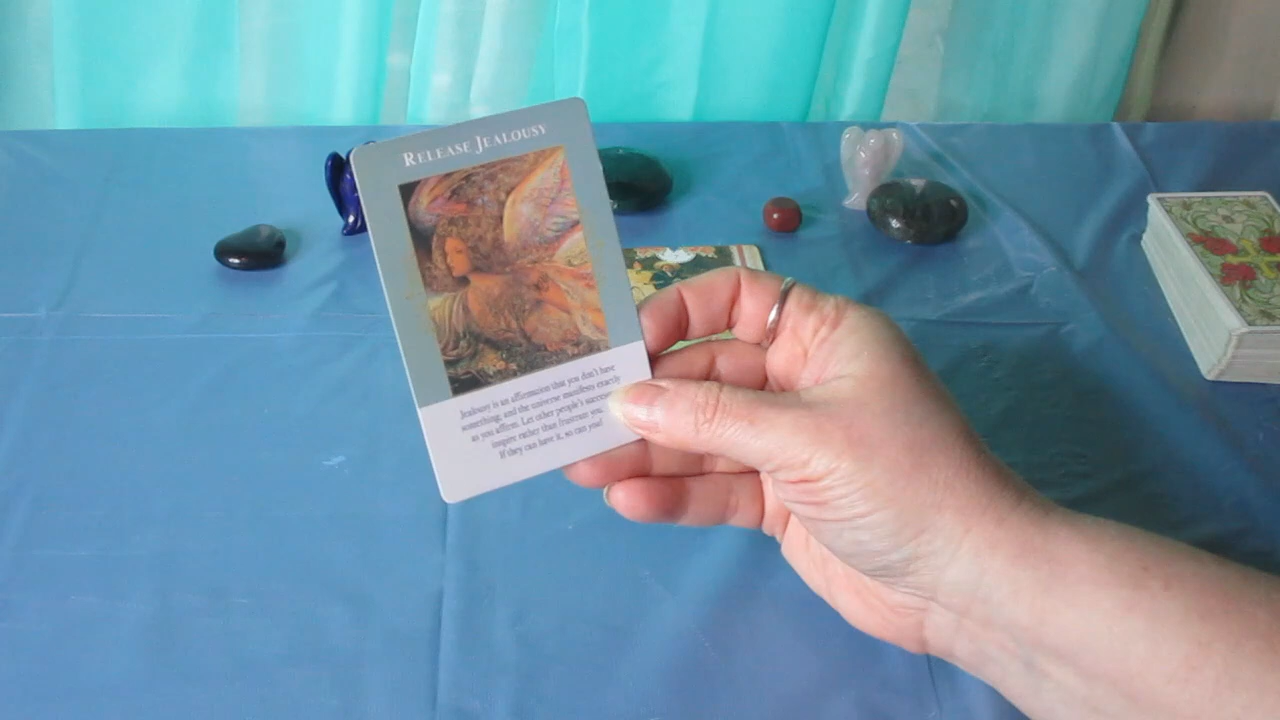 RELEASE JEALOUSY
Jealousy is an affirmation that you don't have
something, and the universe manifests exactly
as you affirm. Let other people's success
inspire rather than frustrate you.
If they can have it, so can you!